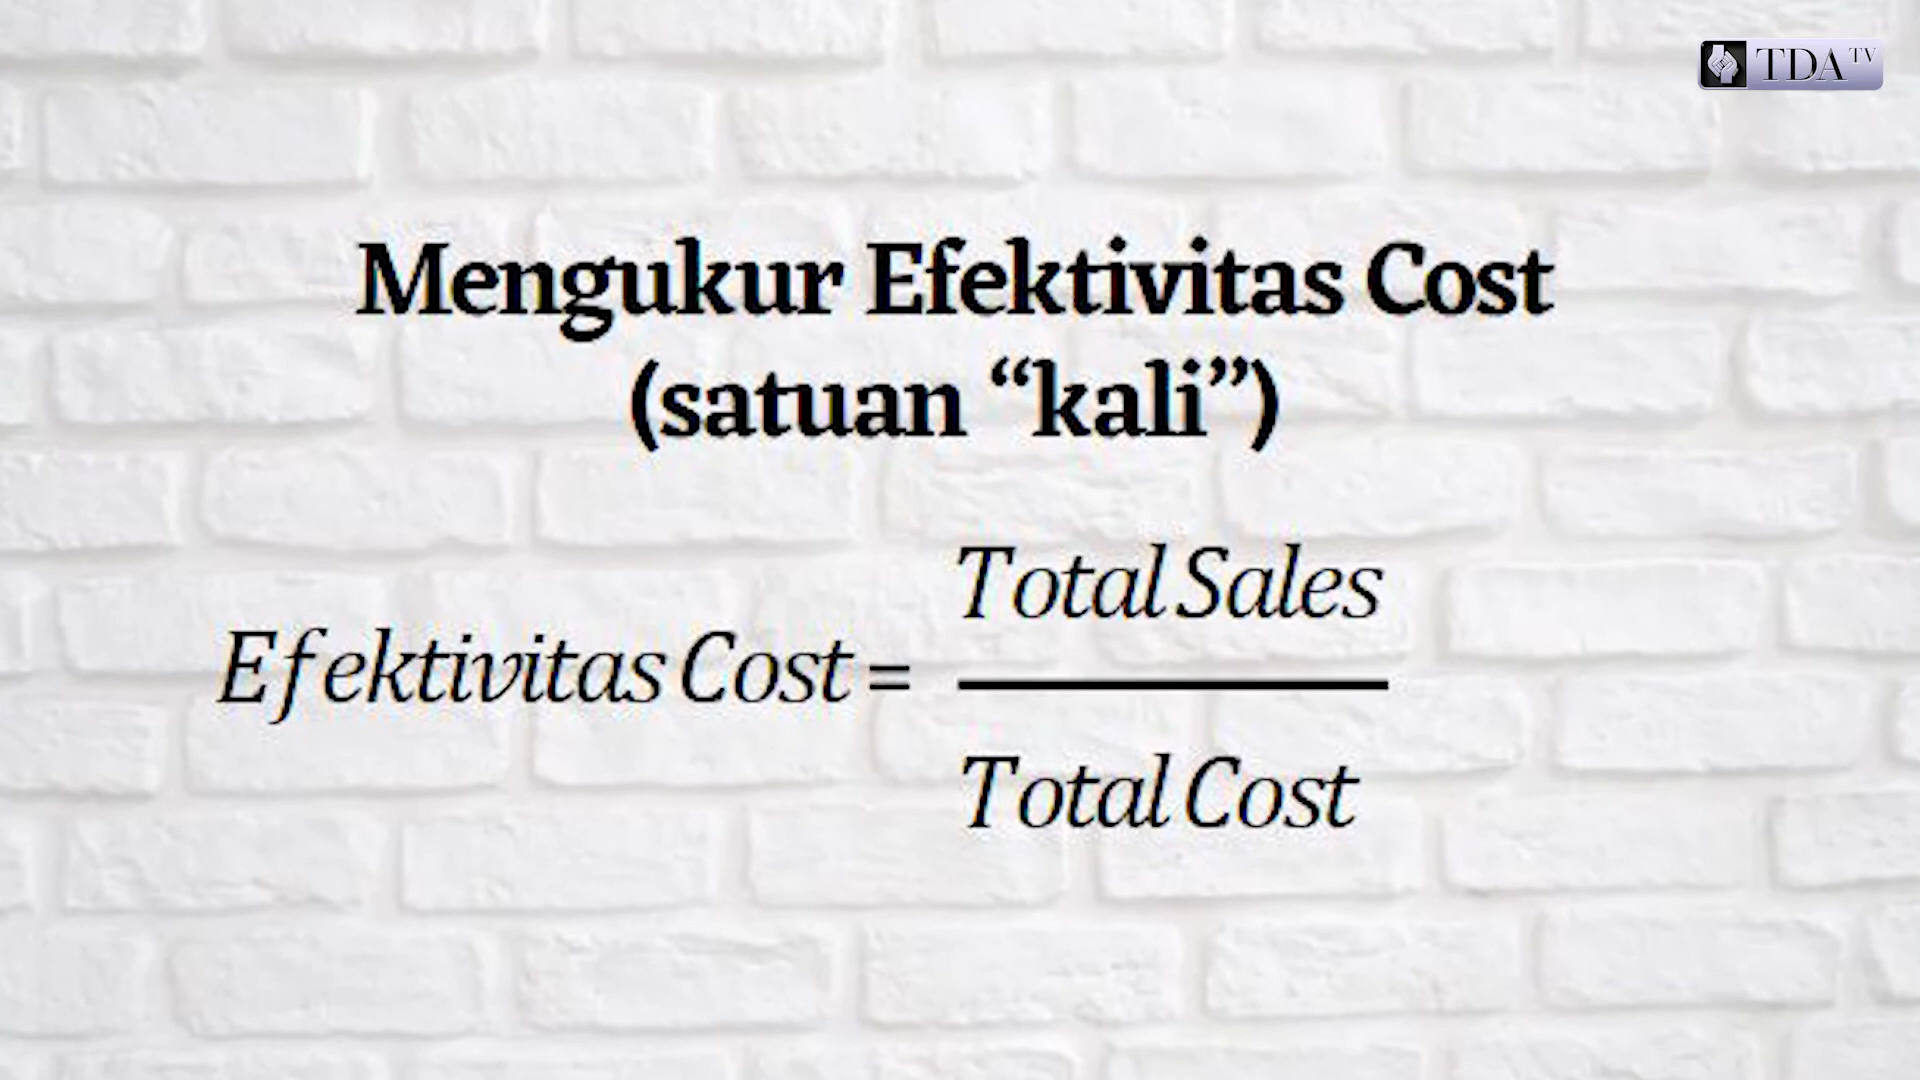 TDA TV
Mengukur Efektivitas Cost
(satuan “kali”)
Efektivitas Cost = Total Sales
Total Cost